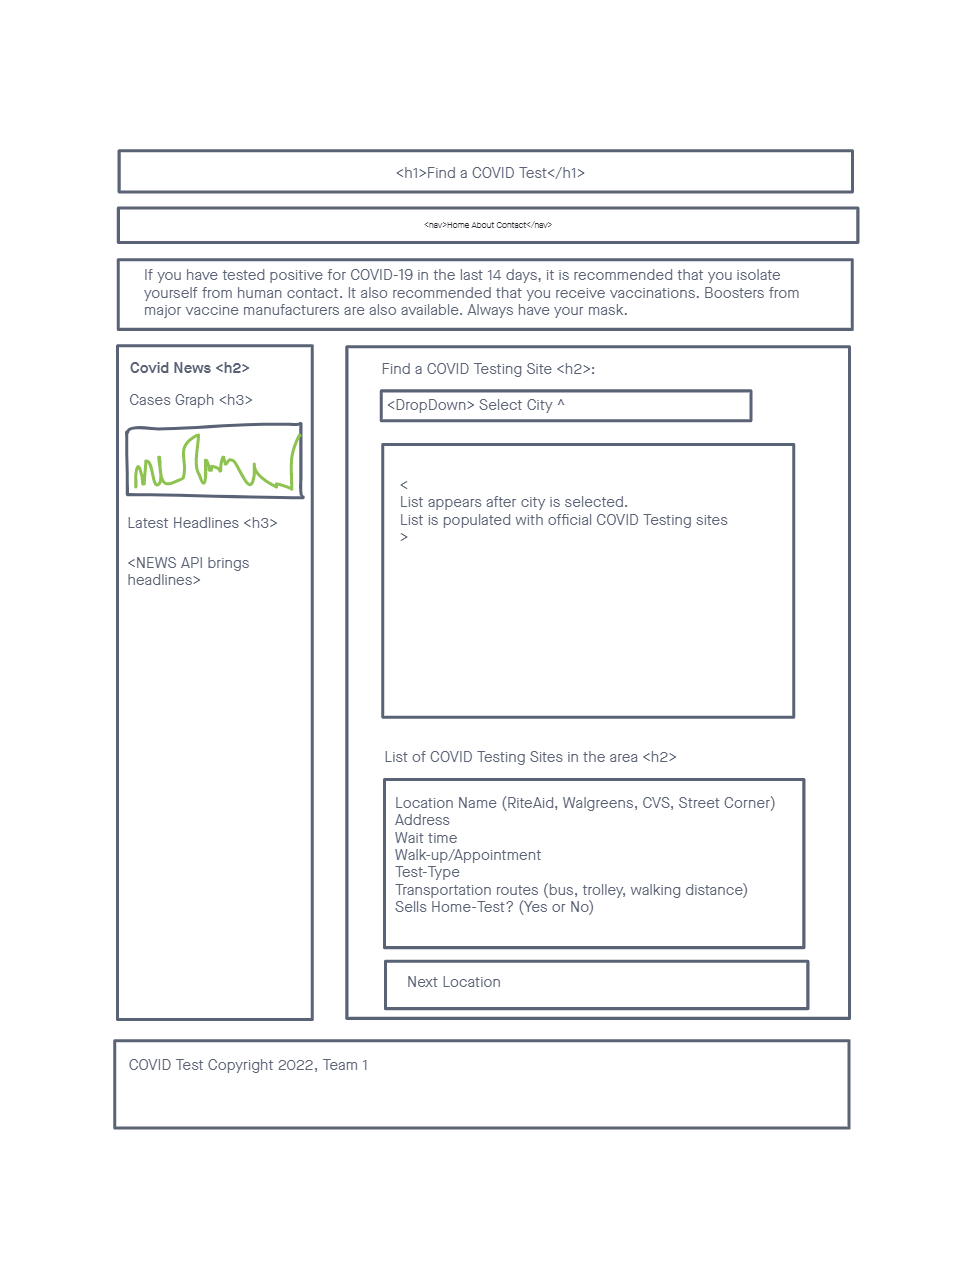 <h1>Find a COVID Test</h1>
<nav>Home About Contact</nav>
If you have tested positive for COVID-19 in the last 14 days, it is recommended that you isolate
yourself from human contact. It also recommended that you receive vaccinations. Boosters from
major vaccine manufacturers are also available. Always have your mask.
Covid News <h2>
Cases Graph <h3>
Latest Headlines <h3>
<NEWS API brings
headlines>
Find a COVID Testing Site <h2>:
<DropDown> Select City ^
<
List appears after city is selected.
List is populated with official COVID Testing sites
>
List of COVID Testing Sites in the area <h2>
Location Name (RiteAid, Walgreens, CVS, Street Corner)
Address
Wait time
Walk-up/Appointment
Test-Type
Transportation routes (bus, trolley, walking distance)
Sells Home-Test? (Yes or No)
Next Location
COVID Test Copyright 2022, Team 1